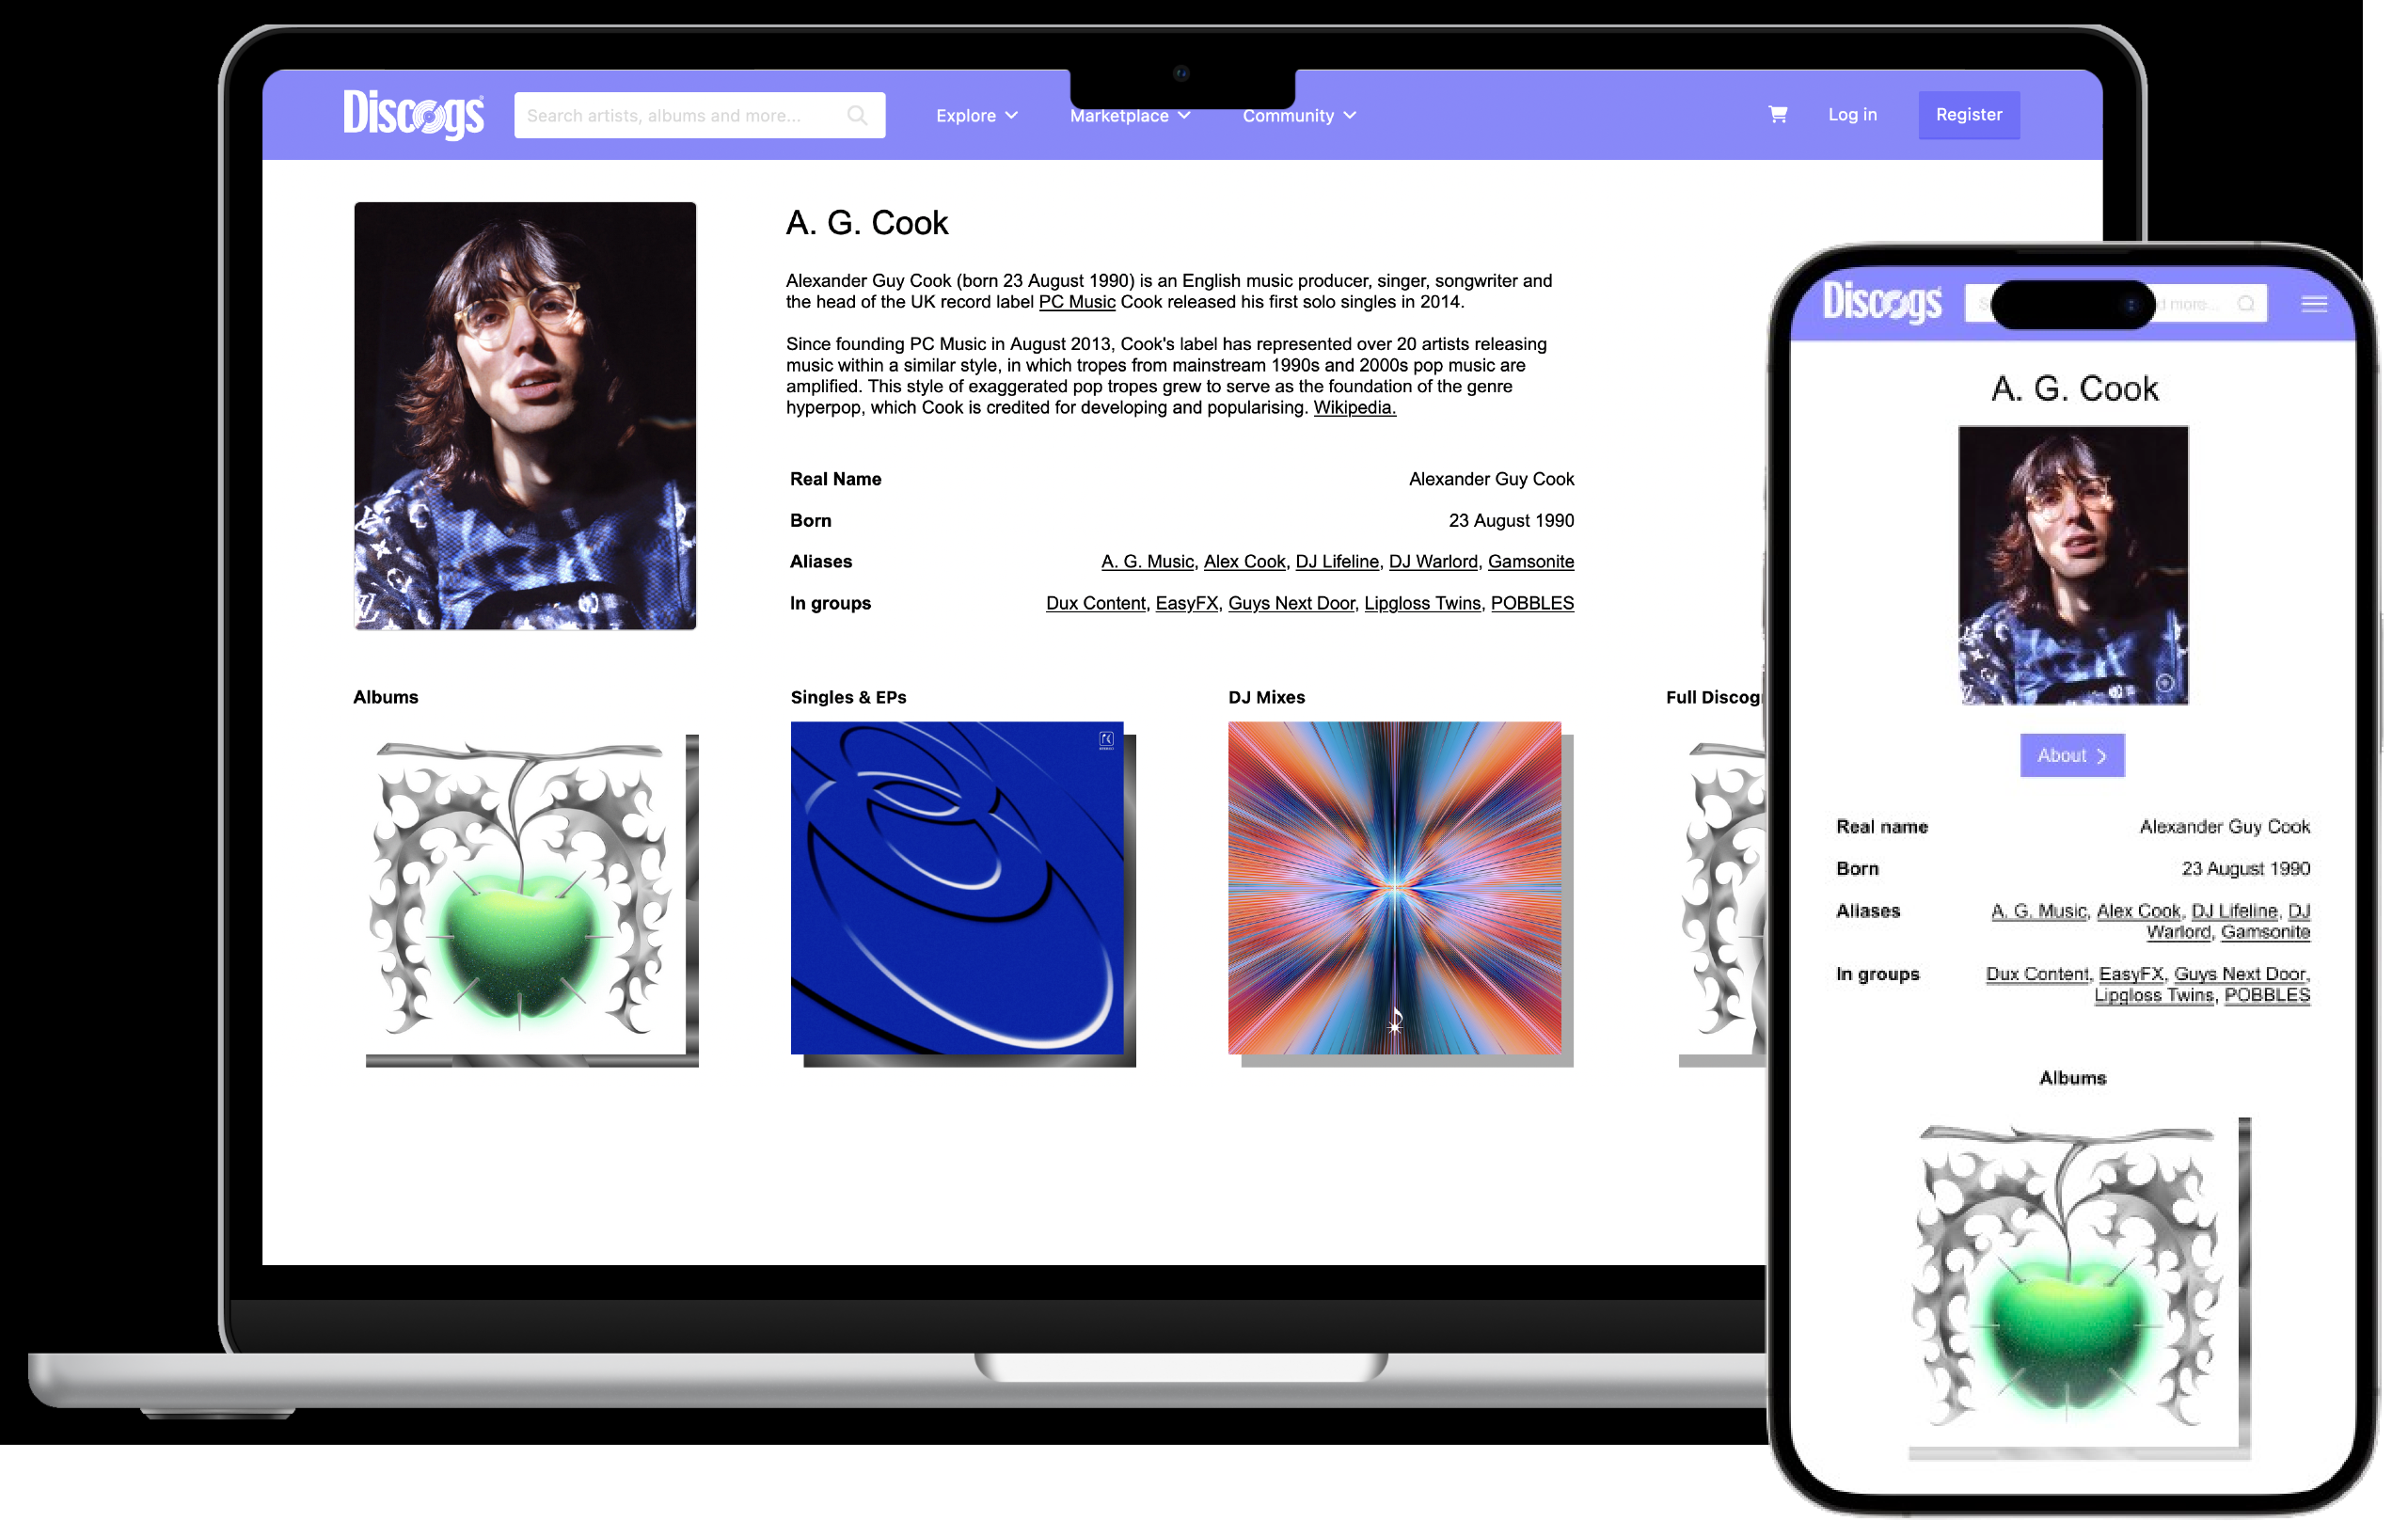 Discogs
Search artists, albums and more...
Explore
Marketplace
Community
Log in
Register
A. G. Cook
Alexander Guy Cook (born 23 August 1990) is an English music producer, singer, songwriter and
the head of the UK record label PC Music Cook released his first solo singles in 2014.
Since founding PC Music in August 2013, Cook's label has represented over 20 artists releasing
music within a similar style, in which tropes from mainstream 1990s and 2000s pop music are
amplified. This style of exaggerated pop tropes grew to serve as the foundation of the genre
hyperpop, which Cook is credited for developing and popularising. Wikipedia.
Real Name Alexander Guy Cook
Born 23 August 1990
Aliases A. G. Music, Alex Cook, DJ Lifeline, DJ Warlord, Gamsonite
In groups Dux Content, EasyFX, Guys Next Door, Lipgloss Twins, POBBLES
Albums
Singles & EPs
DJ Mixes
Full
Discogs
more...
A. G. Cook
About
Real name Alexander Guy Cook
Born 23 August 1990
Aliases A. G. Music, Alex Cook, DJ Lifeline, DJ
Warlord, Gamsonite
In groups Dux Content, EasyFX, Guys Next Door,
Lipgloss Twins, POBBLES
Albums